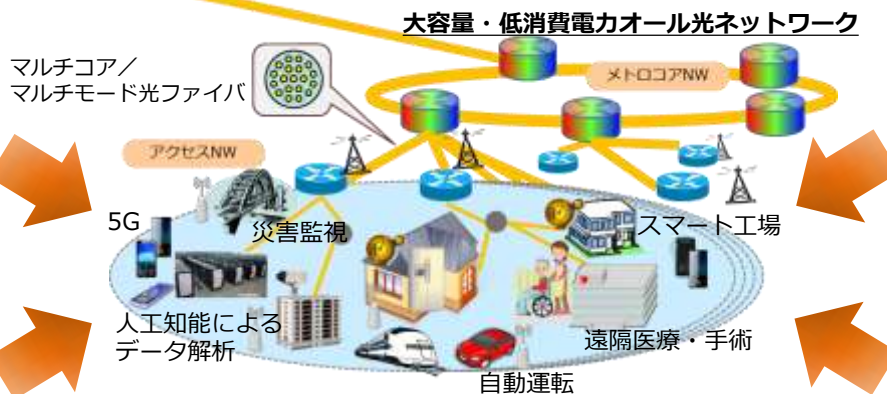 大容量・低消費電力オール光ネットワーク
マルチコア／
マルチモード光ファイバ
メトロコアNW
アクセスNW
5G
災害監視
スマート工場
人工知能による
データ解析
遠隔医療・手術
自動運転